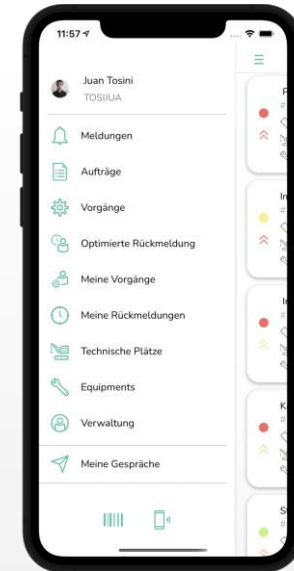 11:57
Juan Tosini
TOSIJUA
Meldungen
Aufträge
Vorgänge
Optimierte Rückmeldung
Meine Vorgänge
Meine Rückmeldungen
Technische Plätze
Equipments
Verwaltung
Meine Gespräche